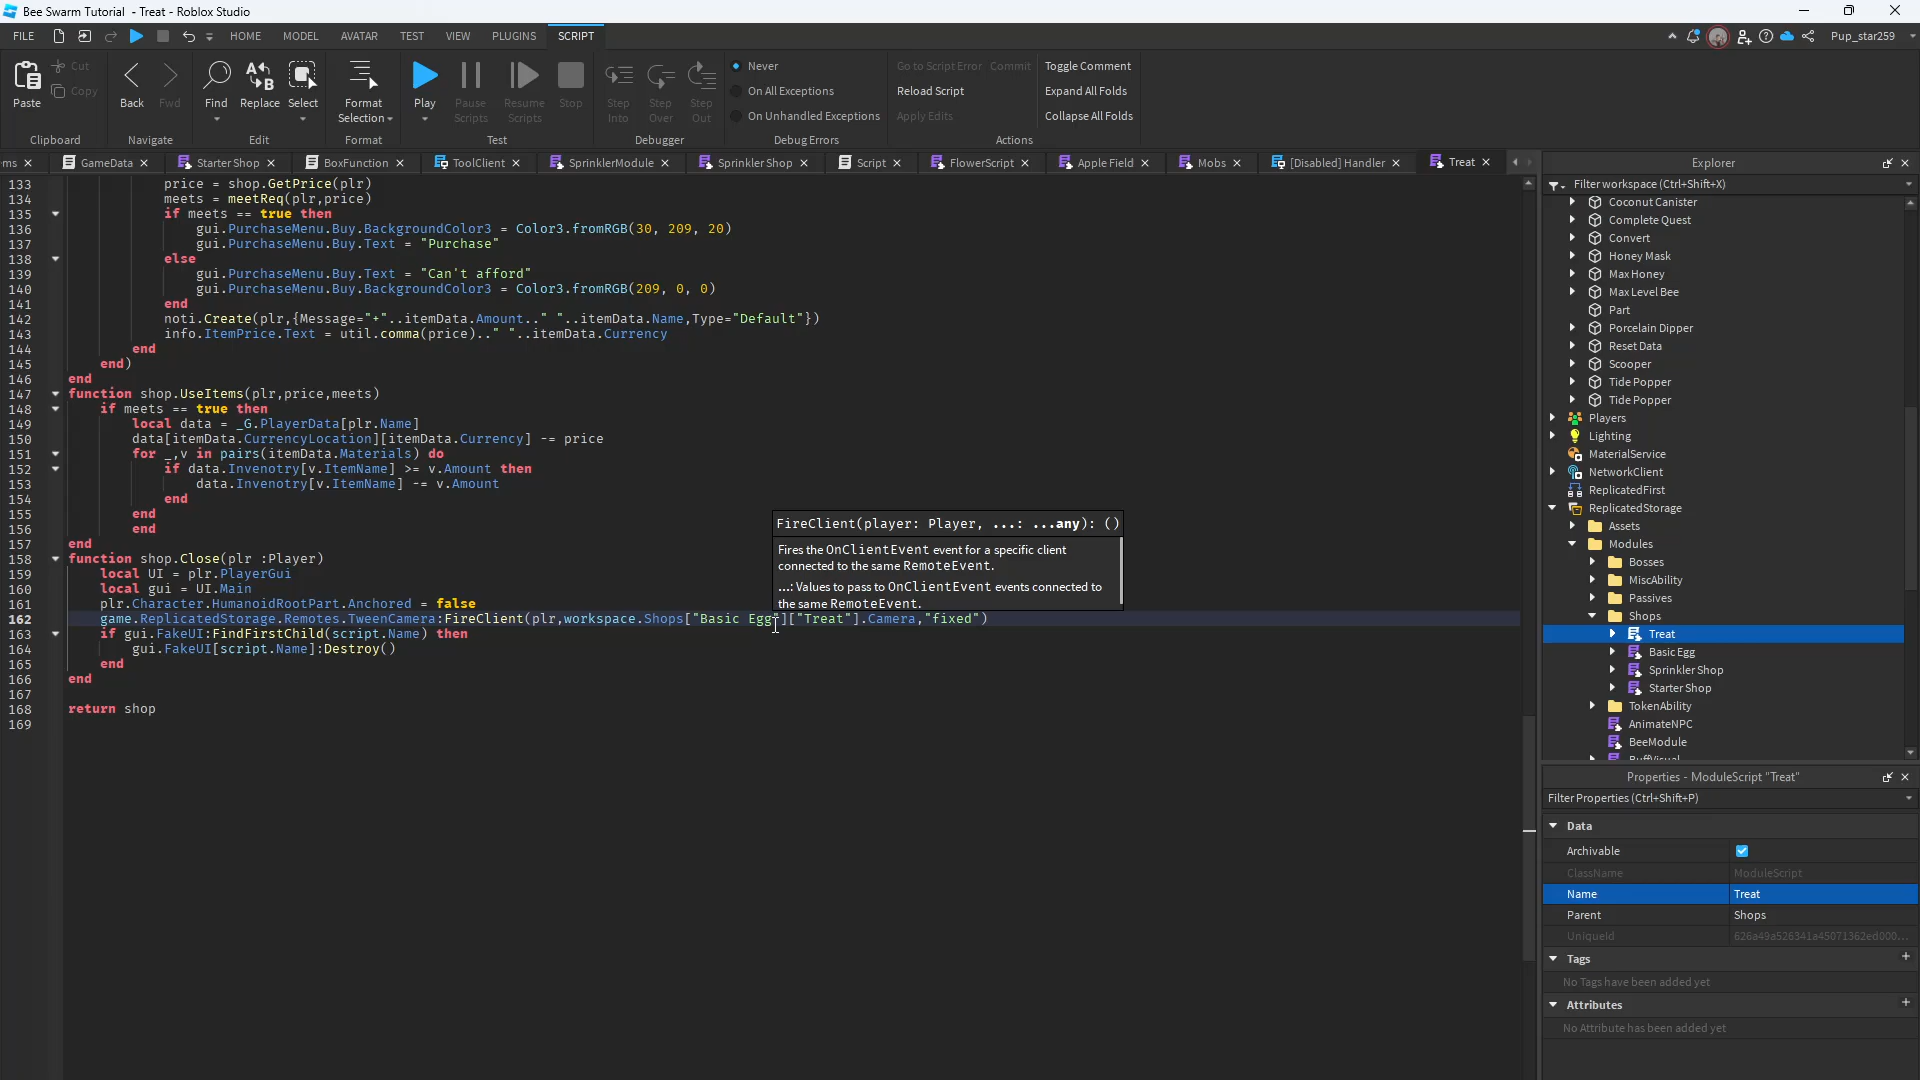 Bee Swarm Tutorial - Treat - Roblox Studio
FILE HOME MODEL AVATAR TEST VIEW PLUGINS SCRIPT Pup_star259
Paste Cut Copy Back Fwd Find Replace Select Format Selection Play Pause Scripts Resume Scripts Stop Step Into Step Over Step Out
Never
On All Exceptions
On Unhandled Exceptions
Go to Script Error Commit Toggle Comment
Reload Script Expand All Folds
Apply Edits Collapse All Folds
Clipboard Navigate Edit Format Test Debugger Debug Errors Actions
ms GameData Starter Shop BoxFunction ToolClient SprinklerModule Sprinkler Shop Script FlowerScript Apple Field Mobs [Disabled] Handler Treat
133 price = shop.GetPrice(plr)
134 meets = meetReq(plr,price)
135 if meets == true then
136 gui.PurchaseMenu.Buy.BackgroundColor3 = Color3.fromRGB(30, 209, 20)
137 gui.PurchaseMenu.Buy.Text = "Purchase"
138 else
139 gui.PurchaseMenu.Buy.Text = "Can't afford"
140 gui.PurchaseMenu.Buy.BackgroundColor3 = Color3.fromRGB(209, 0, 0)
141 end
142 noti.Create(plr,{Message="+"..itemData.Amount.." "..itemData.Name,Type="Default"})
143 info.ItemPrice.Text = util.comma(price).." "..itemData.Currency
144 end
145 end)
146 end
147 function shop.UseItems(plr,price,meets)
148 if meets == true then
149 local data = _G.PlayerData[plr.Name]
150 data[itemData.CurrencyLocation][itemData.Currency] -= price
151 for _,v in pairs(itemData.Materials) do
152 if data.Invenotry[v.ItemName] >= v.Amount then
153 data.Invenotry[v.ItemName] -= v.Amount
154 end
155 end
156 end
157 end
158 function shop.Close(plr :Player)
159 local UI = plr.PlayerGui
160 local gui = UI.Main
161 plr.Character.HumanoidRootPart.Anchored = false
162 game.ReplicatedStorage.Remotes.TweenCamera:FireClient(plr,workspace.Shops["Basic Egg"]["Treat"].Camera,"fixed")
163 if gui.FakeUI:FindFirstChild(script.Name) then
164 gui.FakeUI[script.Name]:Destroy()
165 end
166 end
167
168 return shop
169
FireClient(player: Player, ...: ...any): ()
Fires the OnClientEvent event for a specific client
connected to the same RemoteEvent.
...: Values to pass to OnClientEvent events connected to
the same RemoteEvent.
Explorer
Filter workspace (Ctrl+Shift+X)
Coconut Canister
Complete Quest
Convert
Honey Mask
Max Honey
Max Level Bee
Part
Porcelain Dipper
Reset Data
Scooper
Tide Popper
Tide Popper
Players
Lighting
MaterialService
NetworkClient
ReplicatedFirst
ReplicatedStorage
Assets
Modules
Bosses
MiscAbility
Passives
Shops
Treat
Basic Egg
Sprinkler Shop
Starter Shop
TokenAbility
AnimateNPC
BeeModule
BuffVisual
Properties - ModuleScript "Treat"
Filter Properties (Ctrl+Shift+P)
Data
Archivable
ClassName ModuleScript
Name Treat
Parent Shops
UniqueId 626a49a526341a45071362ed000...
Tags
No Tags have been added yet
Attributes
No Attribute has been added yet